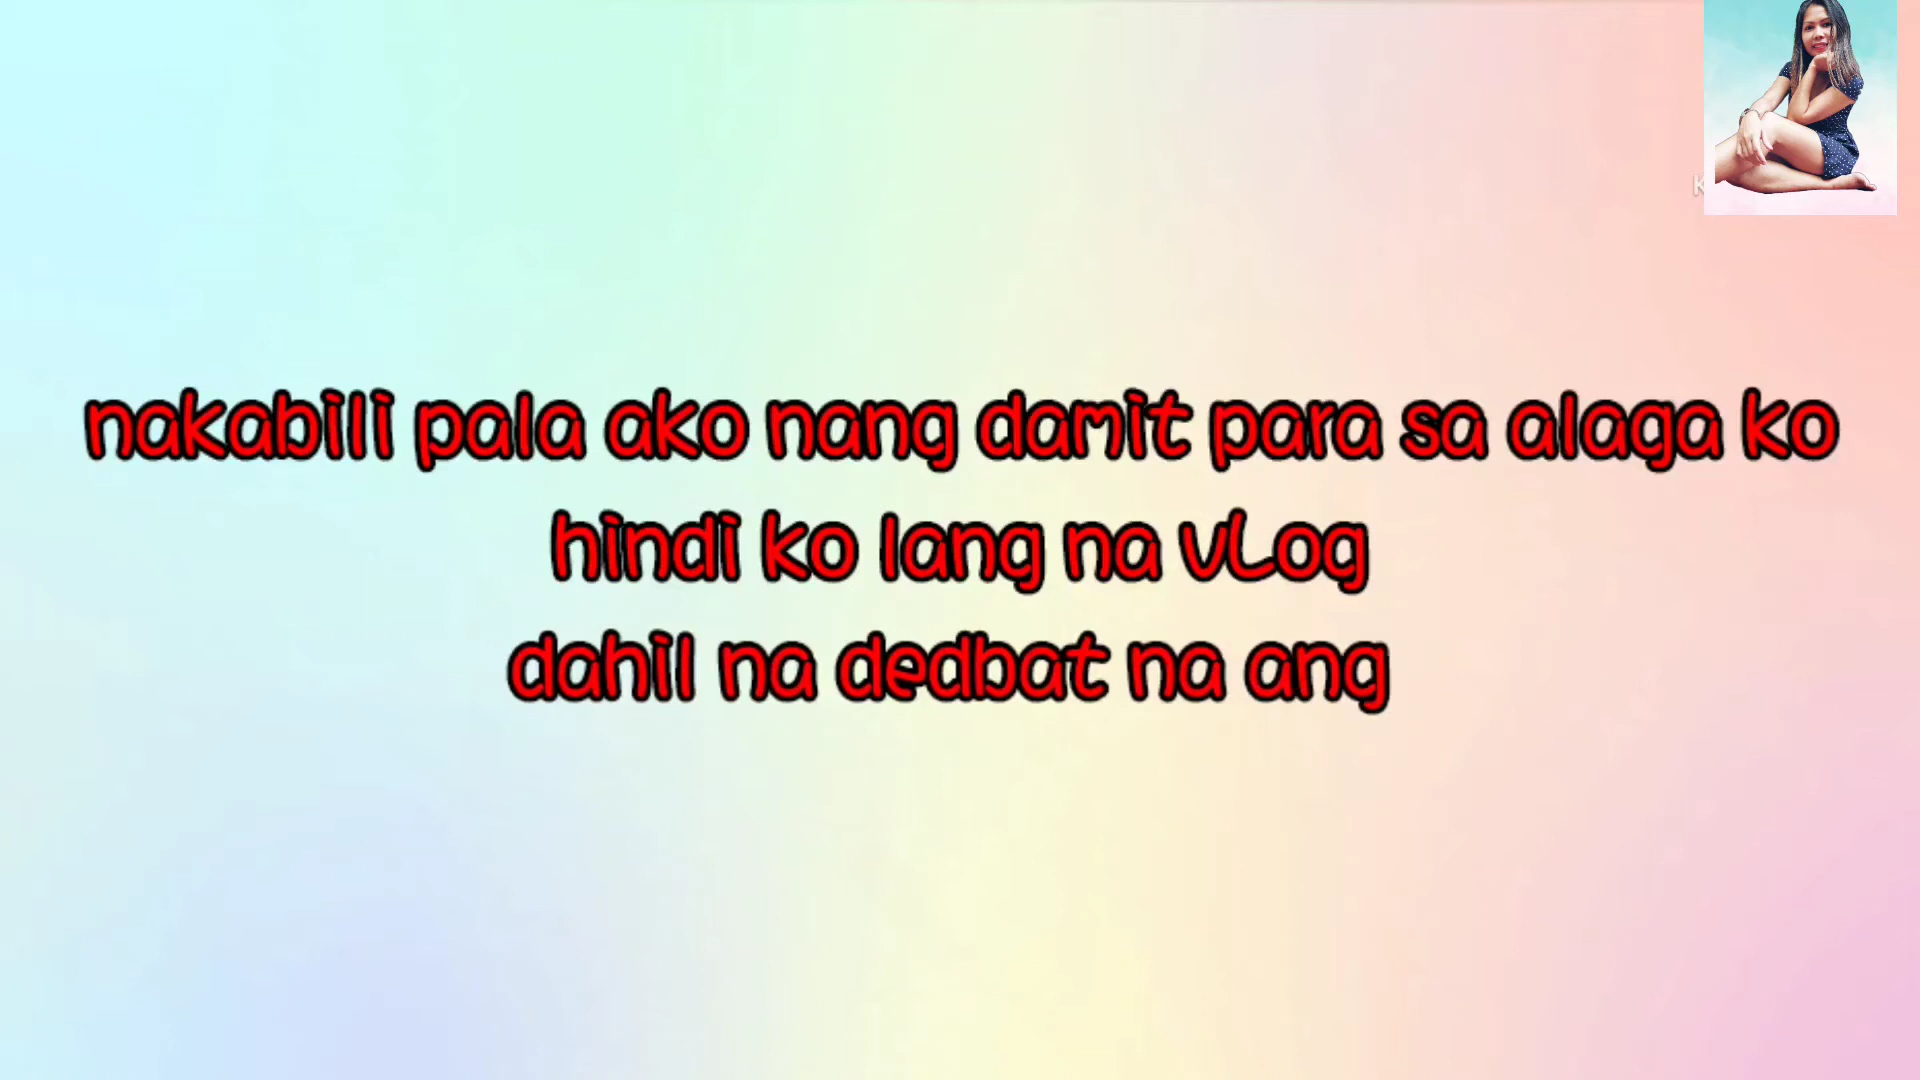 nakabili pala ako nang damit para sa alaga ko
hindi ko lang na vlog
dahil na dedbat na ang